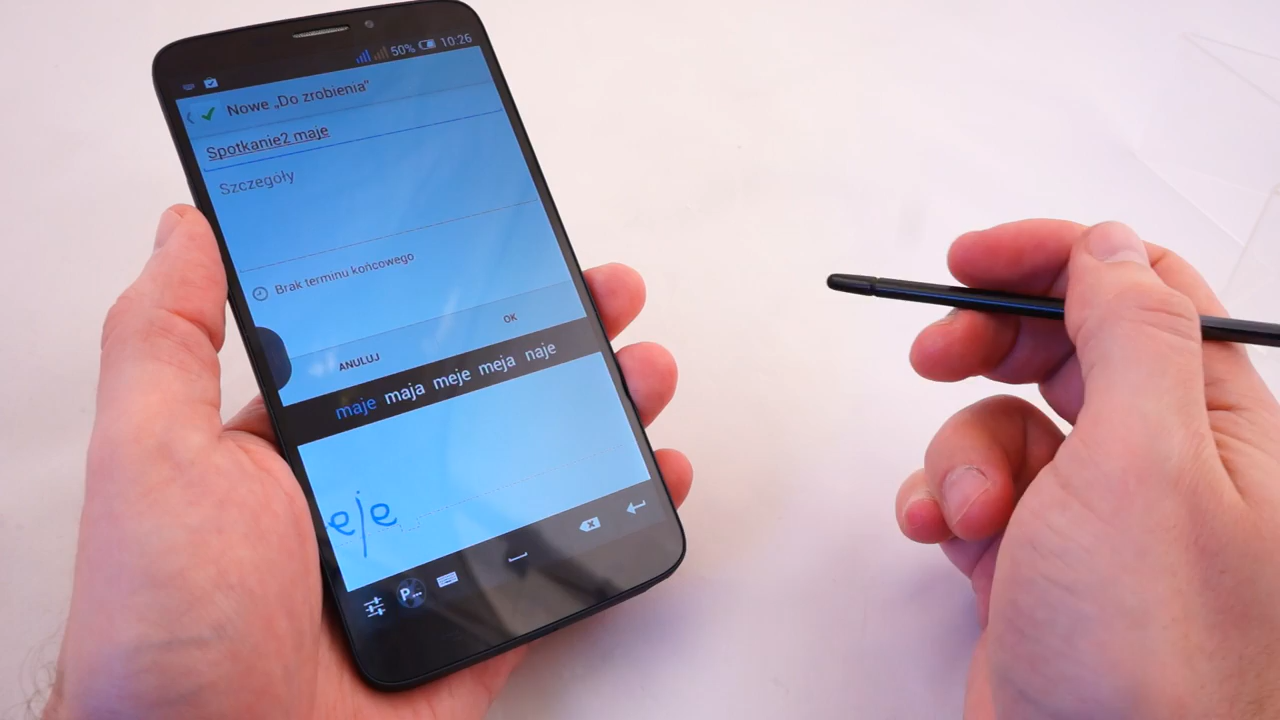 50% 10:26
Nowe „Do zrobienia"
Spotkanie2 maje
Szczegóły
Brak terminu końcowego
ANULUJ OK
maje maja meje meja naje
eje
P...